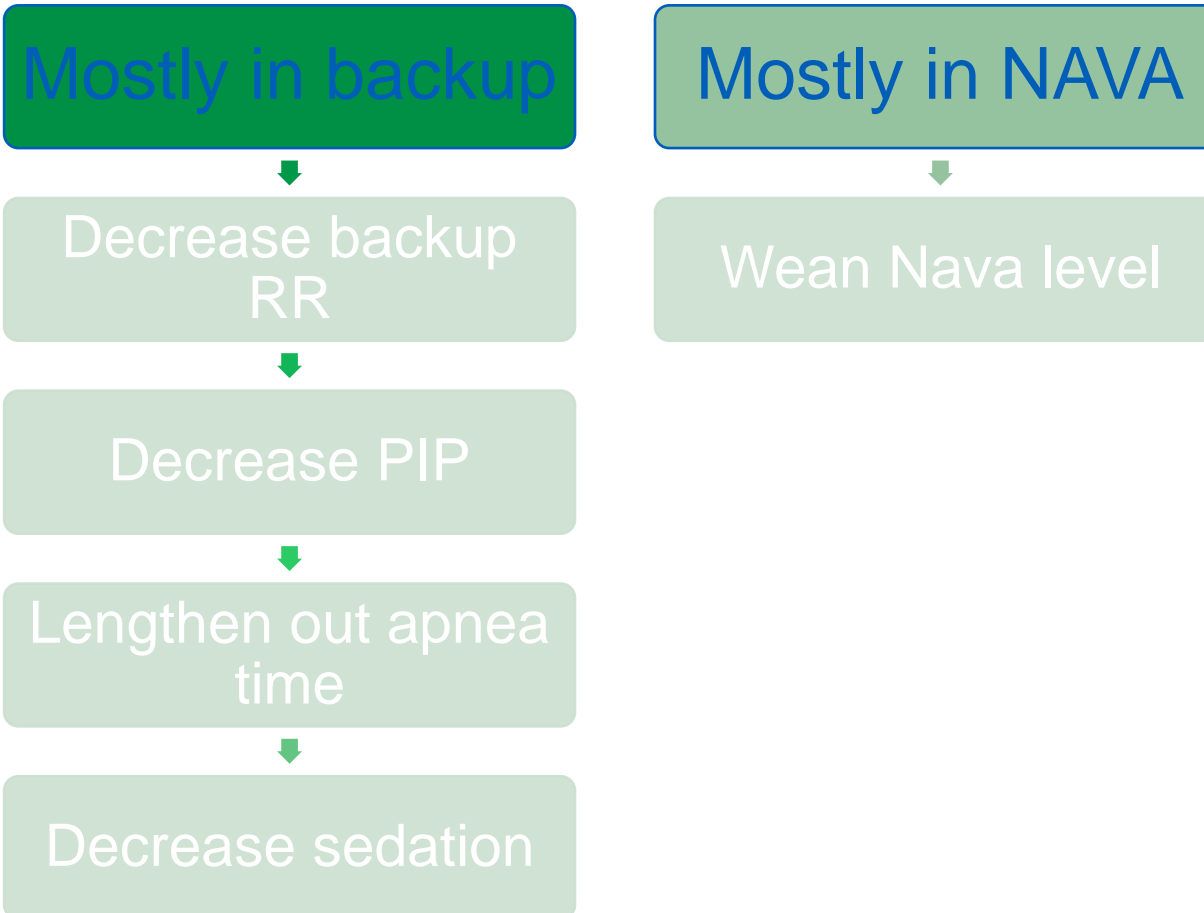 Mostly in backup
Decrease backup
RR
Decrease PIP
Lengthen out apnea
time
Decrease sedation
Mostly in NAVA
Wean Nava level